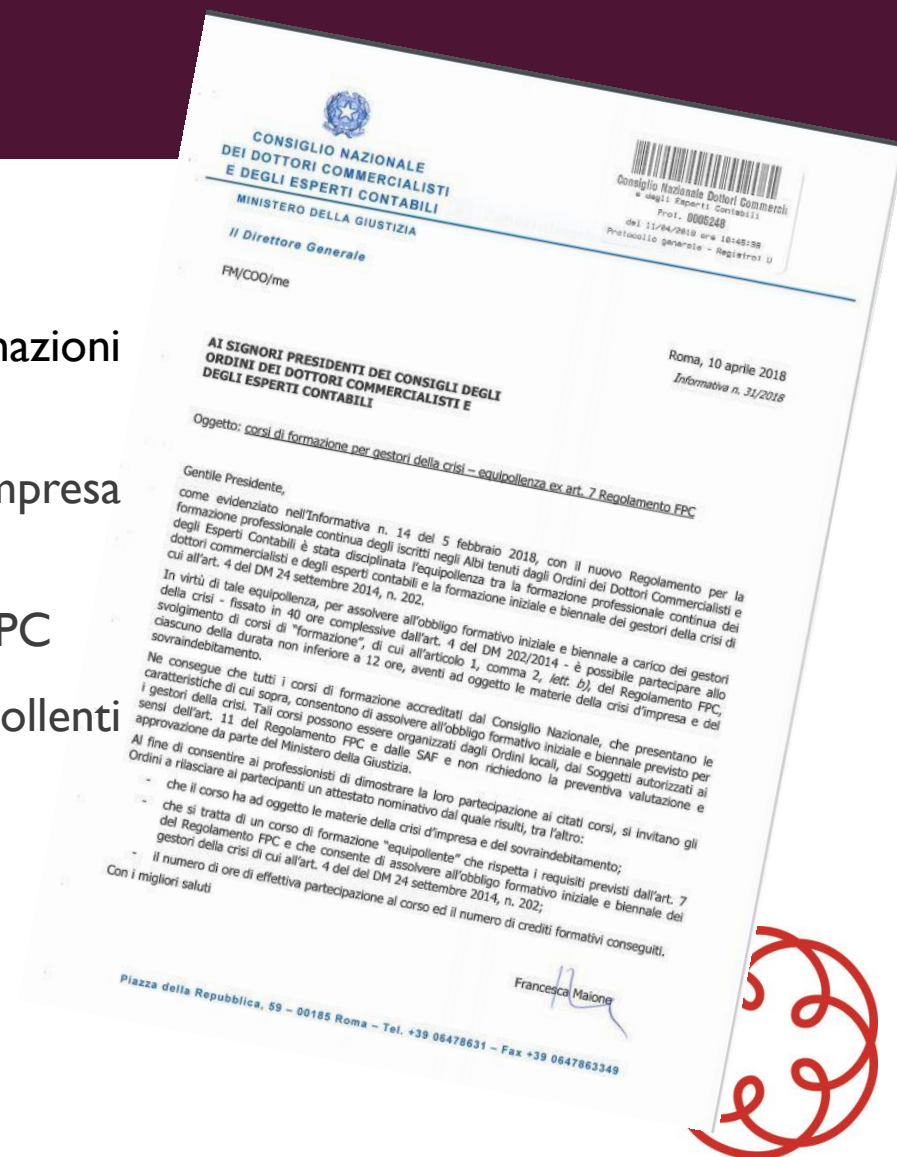 CONSIGLIO NAZIONALE
DEI DOTTORI COMMERCIALISTI
E DEGLI ESPERTI CONTABILI
MINISTERO DELLA GIUSTIZIA
Il Direttore Generale
FM/COO/me
Consiglio Nazionale Dottori Commerci
e degli Esperti Contabili
Prot. 0005248
del 11/04/2018 ore 10:45:38
Protocollo generale - Registro: U
AI SIGNORI PRESIDENTI DEI CONSIGLI DEGLI
ORDINI DEI DOTTORI COMMERCIALISTI E
DEGLI ESPERTI CONTABILI
Roma, 10 aprile 2018
Informativa n. 31/2018
Oggetto: corsi di formazione per gestori della crisi – equipollenza ex art. 7 Regolamento FPC
Gentile Presidente,
come evidenziato nell'Informativa n. 14 del 5 febbraio 2018, con il nuovo Regolamento per la
formazione professionale continua degli iscritti negli Albi tenuti dagli Ordini dei Dottori Commercialisti e
degli Esperti Contabili è stata disciplinata l'equipollenza tra la formazione professionale continua dei
dottori commercialisti e degli esperti contabili e la formazione iniziale e biennale dei gestori della crisi di
cui all'art. 4 del DM 24 settembre 2014, n. 202.
In virtù di tale equipollenza, per assolvere all'obbligo formativo iniziale e biennale a carico dei gestori
della crisi - fissato in 40 ore complessive dall'art. 4 del DM 202/2014 - è possibile partecipare allo
svolgimento di corsi di "formazione", di cui all'articolo 1, comma 2, lett. b), del Regolamento FPC,
ciascuno della durata non inferiore a 12 ore, aventi ad oggetto le materie della crisi d'impresa e del
sovraindebitamento.
Ne consegue che tutti i corsi di formazione accreditati dal Consiglio Nazionale, che presentano le
caratteristiche di cui sopra, consentono di assolvere all'obbligo formativo iniziale e biennale previsto per
i gestori della crisi. Tali corsi possono essere organizzati dagli Ordini locali, dai Soggetti autorizzati ai
sensi dell'art. 11 del Regolamento FPC e dalle SAF e non richiedono la preventiva valutazione e
approvazione da parte del Ministero della Giustizia.
Al fine di consentire ai professionisti di dimostrare la loro partecipazione ai citati corsi, si invitano gli
Ordini a rilasciare ai partecipanti un attestato nominativo dal quale risulti, tra l'altro:
- che il corso ha ad oggetto le materie della crisi d'impresa e del sovraindebitamento;
- che si tratta di un corso di formazione "equipollente" che rispetta i requisiti previsti dall'art. 7
del Regolamento FPC e che consente di assolvere all'obbligo formativo iniziale e biennale dei
gestori della crisi di cui all'art. 4 del del DM 24 settembre 2014, n. 202;
- il numero di ore di effettiva partecipazione al corso ed il numero di crediti formativi conseguiti.
Con i migliori saluti
Francesca Maione
Piazza della Repubblica, 59 – 00185 Roma – Tel. +39 06478631 – Fax +39 0647863349
nazioni
mpresa
PC
ollenti